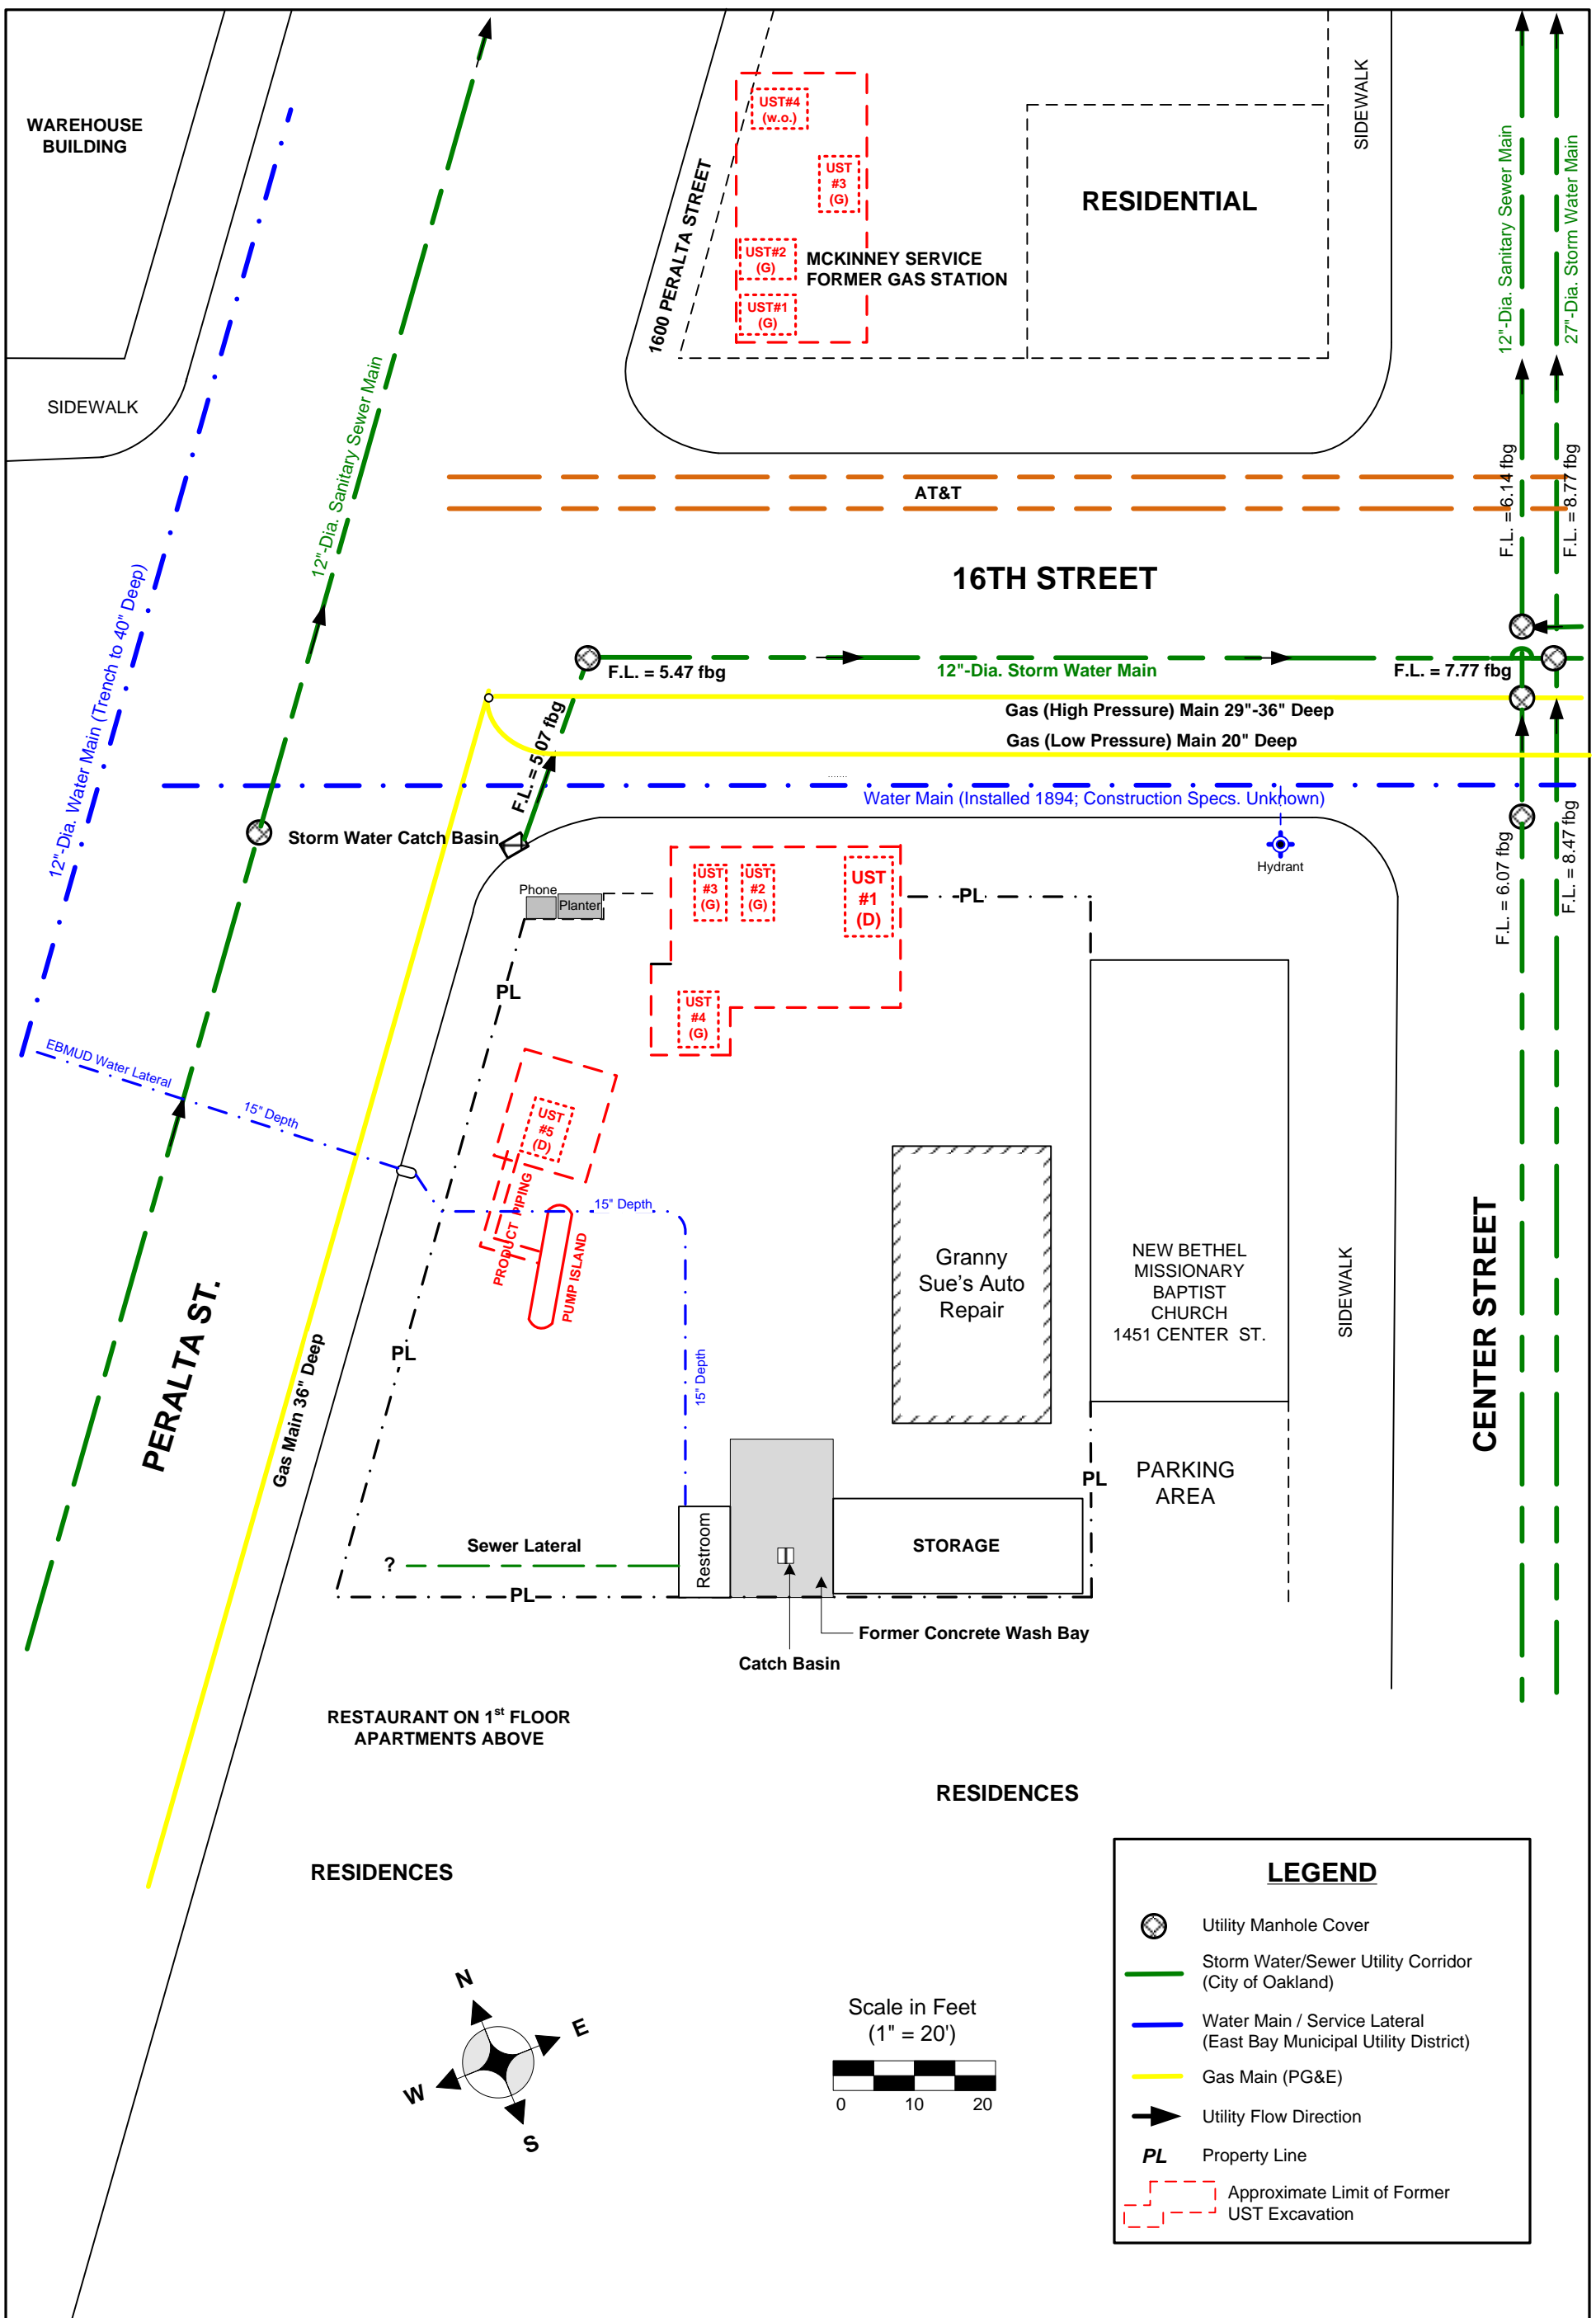 WAREHOUSE
BUILDING
SIDEWALK
UST#4
(w.o.)
UST
#3
(G)
UST#2
(G)
UST#1
(G)
MCKINNEY SERVICE
FORMER GAS STATION
1600 PERALTA STREET
RESIDENTIAL
SIDEWALK
12"-Dia. Sanitary Sewer Main
27"-Dia. Storm Water Main
12"-Dia. Sanitary Sewer Main
12"-Dia. Water Main (Trench to 40" Deep)
AT&T
F.L. = 6.14 fbg
F.L. = 8.77 fbg
16TH STREET
F.L. = 5.47 fbg
12"-Dia. Storm Water Main
F.L. = 7.77 fbg
Gas (High Pressure) Main 29"-36" Deep
Gas (Low Pressure) Main 20" Deep
F.L. = 5.07 fbg
Water Main (Installed 1894; Construction Specs. Unknown)
Storm Water Catch Basin
Hydrant
F.L. = 6.07 fbg
F.L. = 8.47 fbg
Phone
Planter
UST
#3
(G)
UST
#2
(G)
UST
#1
(D)
PL
PL
UST
#4
(G)
EBMUD Water Lateral
15" Depth
UST
#5
(D)
PRODUCT PIPING
PUMP ISLAND
15" Depth
15" Depth
Granny
Sue's Auto
Repair
NEW BETHEL
MISSIONARY
BAPTIST
CHURCH
1451 CENTER ST.
SIDEWALK
CENTER STREET
PERALTA ST.
Gas Main 36" Deep
PL
PL
PARKING
AREA
Sewer Lateral
?
Restroom
STORAGE
PL
Former Concrete Wash Bay
Catch Basin
RESTAURANT ON 1st FLOOR
APARTMENTS ABOVE
RESIDENCES
RESIDENCES
N
E
W
S
Scale in Feet
(1" = 20')
0 10 20
LEGEND
Utility Manhole Cover
Storm Water/Sewer Utility Corridor
(City of Oakland)
Water Main / Service Lateral
(East Bay Municipal Utility District)
Gas Main (PG&E)
Utility Flow Direction
PL Property Line
Approximate Limit of Former
UST Excavation